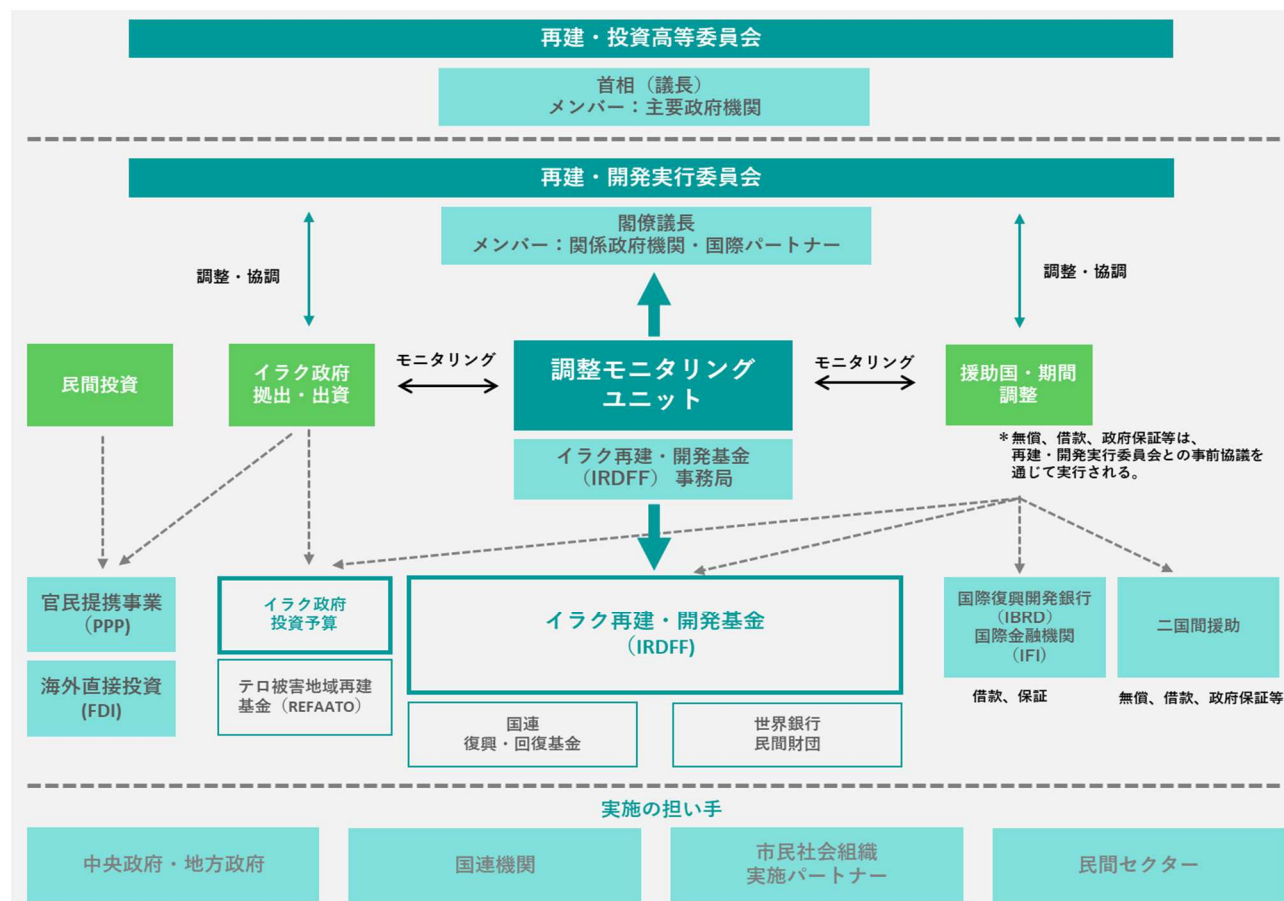 再建・投資高等委員会
首相（議長）
メンバー：主要政府機関
再建・開発実行委員会
閣僚議長
メンバー：関係政府機関・国際パートナー
調整・協調
調整・協調
民間投資
イラク政府
拠出・出資
モニタリング
調整モニタリング
ユニット
モニタリング
援助国・期間
調整
イラク再建・開発基金
（IRDFF） 事務局
＊無償、借款、政府保証等は、
再建・開発実行委員会との事前協議を
通じて実行される。
官民提携事業
（PPP)
海外直接投資
(FDI)
イラク政府
投資予算
テロ被害地域再建
基金（REFAATO）
イラク再建・開発基金
（IRDFF)
国連
復興・回復基金
世界銀行
民間財団
国際復興開発銀行
（IBRD）
国際金融機関
（IFI）
借款、保証
二国間援助
無償、借款、政府保証等
実施の担い手
中央政府・地方政府
国連機関
市民社会組織
実施パートナー
民間セクター